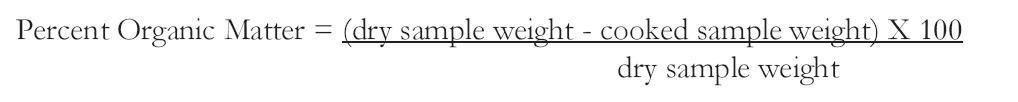 Percent Organic Matter = (dry sample weight - cooked sample weight) X 100
dry sample weight